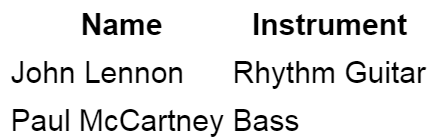 Name Instrument
John Lennon Rhythm Guitar
Paul McCartney Bass